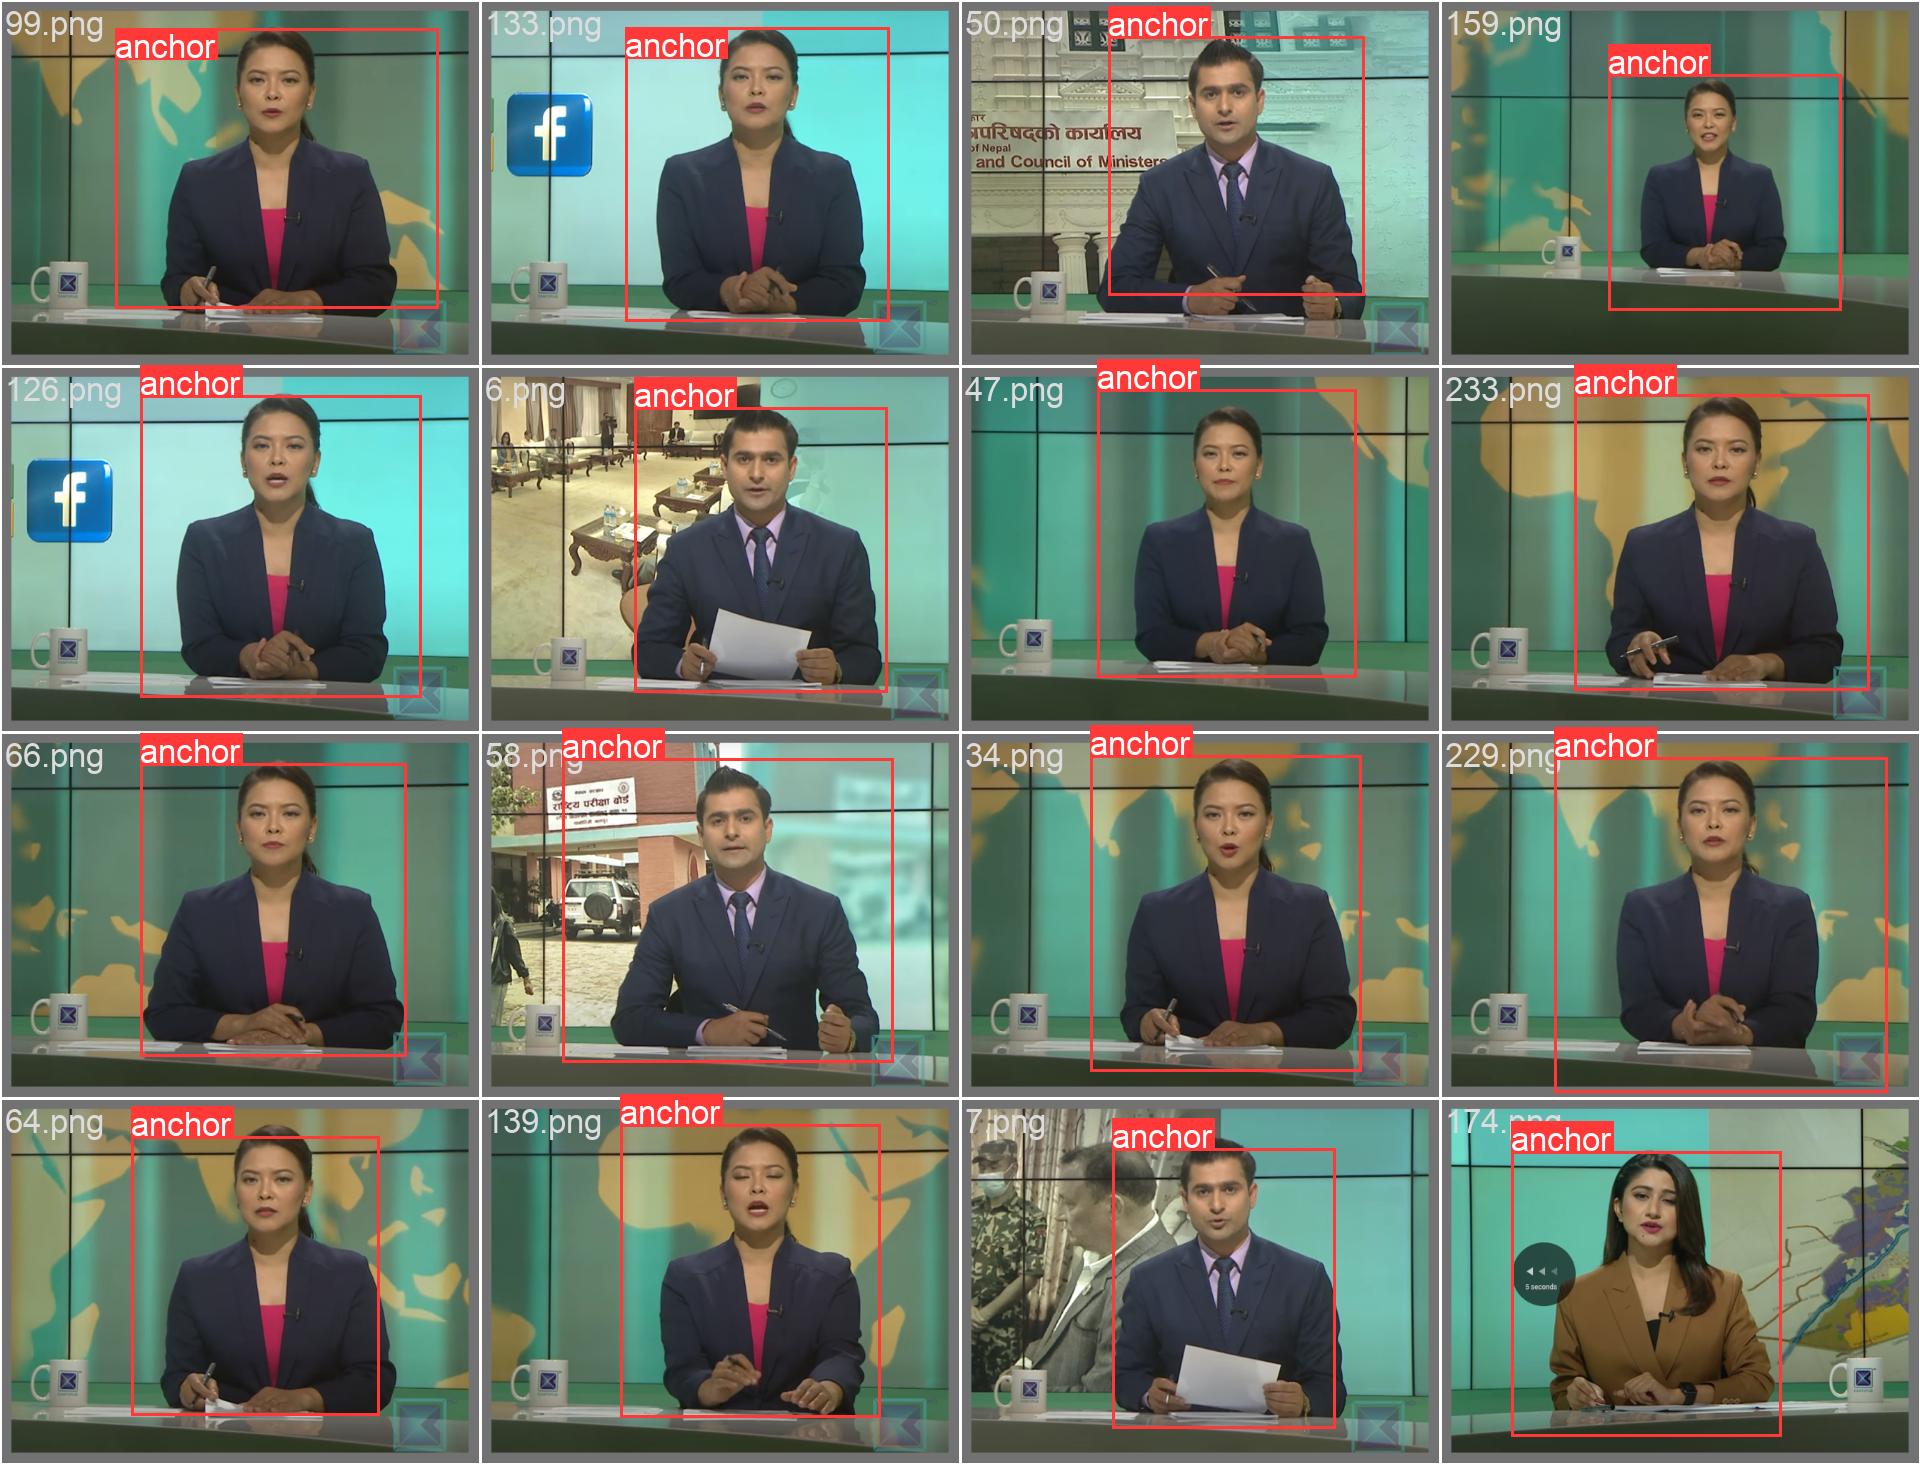 99.png
anchor
133.png
anchor
f
50.png
anchor
कार
त्रपरिषद्को कार्यालय
of Nepal
and Council of Ministers
159.png
anchor
126.png
anchor
f
6.png
anchor
47.png
anchor
233.png
anchor
66.png
anchor
58.png
anchor
राष्ट्रिय परीक्षा बोर्ड
34.png
anchor
229.png
anchor
64.png
anchor
139.png
anchor
7.png
anchor
174.png
anchor
5 seconds